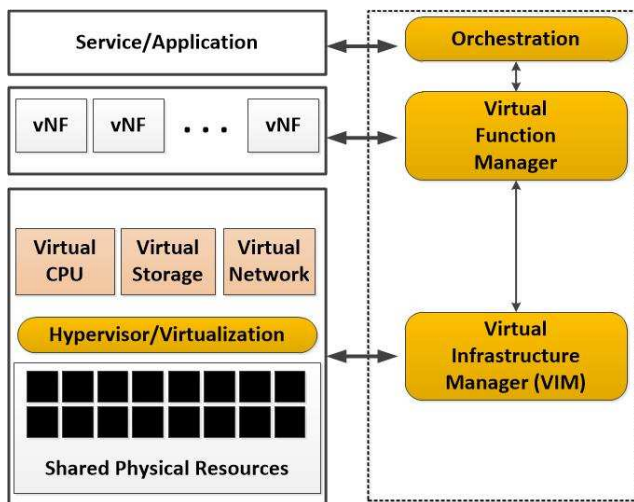 Service/Application
Orchestration
vNF vNF . . . vNF
Virtual
Function
Manager
Virtual
CPU
Virtual
Storage
Virtual
Network
Hypervisor/Virtualization
Virtual
Infrastructure
Manager (VIM)
Shared Physical Resources